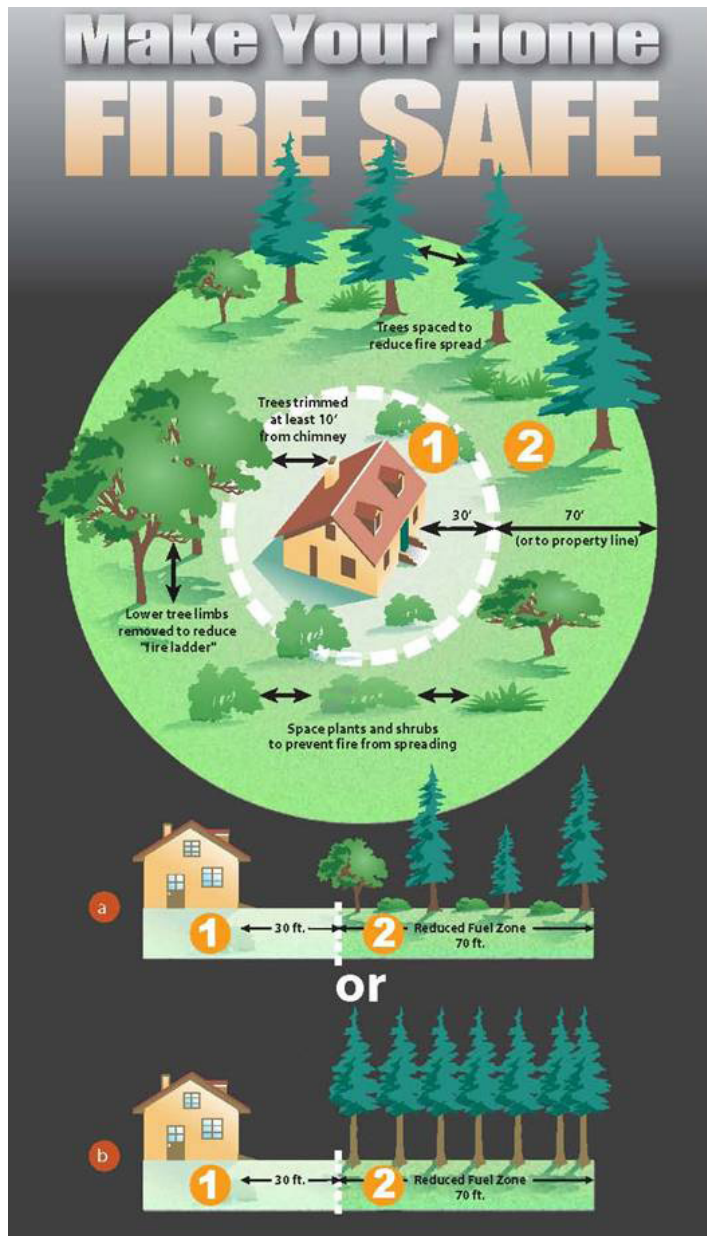 Make Your Home
FIRE SAFE
Trees spaced to
reduce fire spread
Trees trimmed
at least 10'
from chimney
1
2
30'
70'
(or to property line)
Lower tree limbs
removed to reduce
"fire ladder"
Space plants and shrubs
to prevent fire from spreading
a
1
30 ft.
2
Reduced Fuel Zone
70 ft.
or
b
1
30 ft.
2
Reduced Fuel Zone
70 ft.